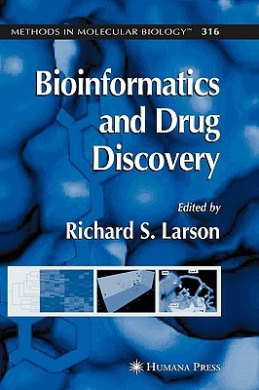 METHODS IN MOLECULAR BIOLOGY™ 316
Bioinformatics
and Drug
Discovery
Edited by
Richard S. Larson
HUMANA PRESS